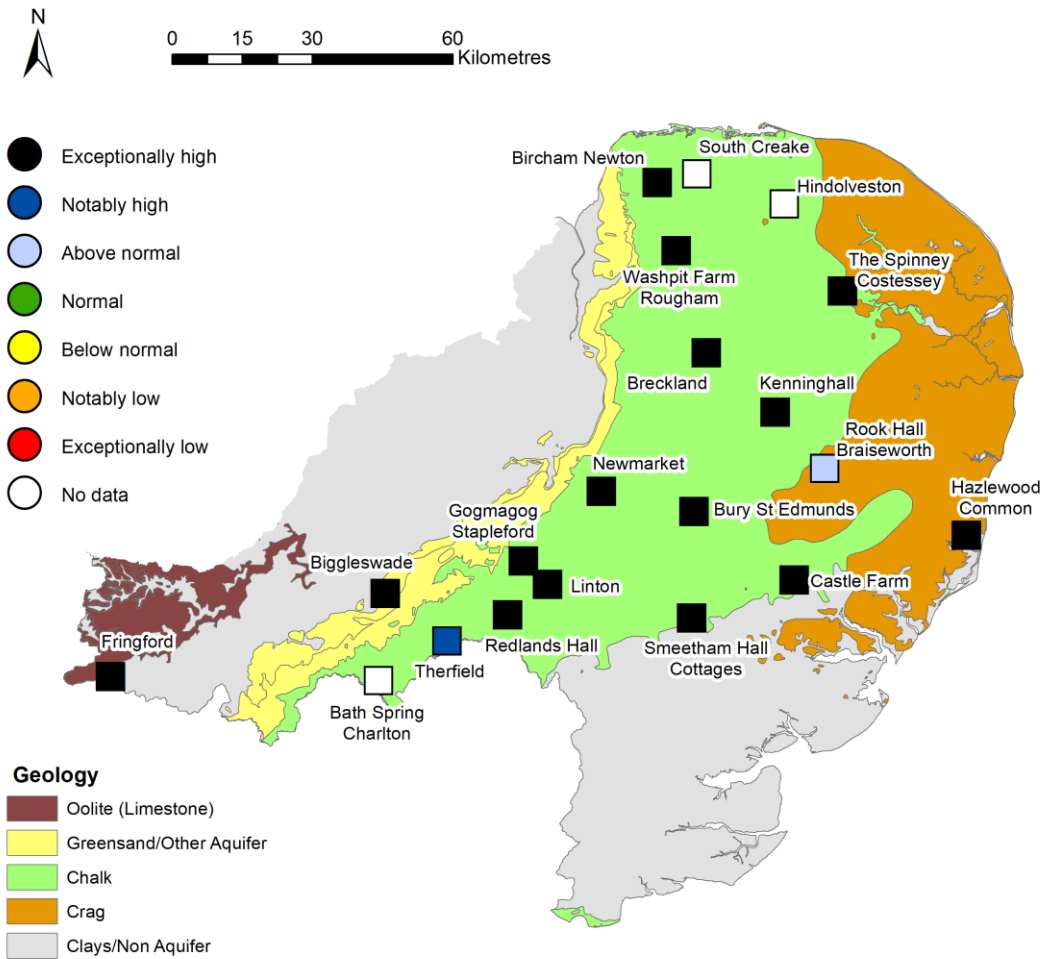 N
0 15 30 60
Kilometres
Exceptionally high
Notably high
Above normal
Normal
Below normal
Notably low
Exceptionally low
No data
Bircham Newton
South Creake
Hindolveston
Washpit Farm
Rougham
The Spinney
Costessey
Breckland
Kenninghall
Rook Hall
Braiseworth
Newmarket
Bury St Edmunds
Hazlewood
Common
Gogmagog
Stapleford
Biggleswade
Linton
Castle Farm
Fringford
Redlands Hall
Smeetham Hall
Cottages
Therfield
Bath Spring
Charlton
Geology
Oolite (Limestone)
Greensand/Other Aquifer
Chalk
Crag
Clays/Non Aquifer